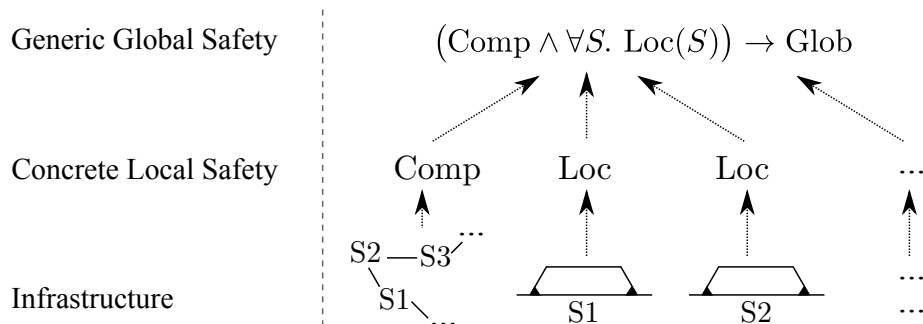 Generic Global Safety (Comp ∧ ∀S. Loc(S)) → Glob
Concrete Local Safety Comp Loc Loc ...
S2 S3 ...
Infrastructure S1 ... S1 S2 ... ...